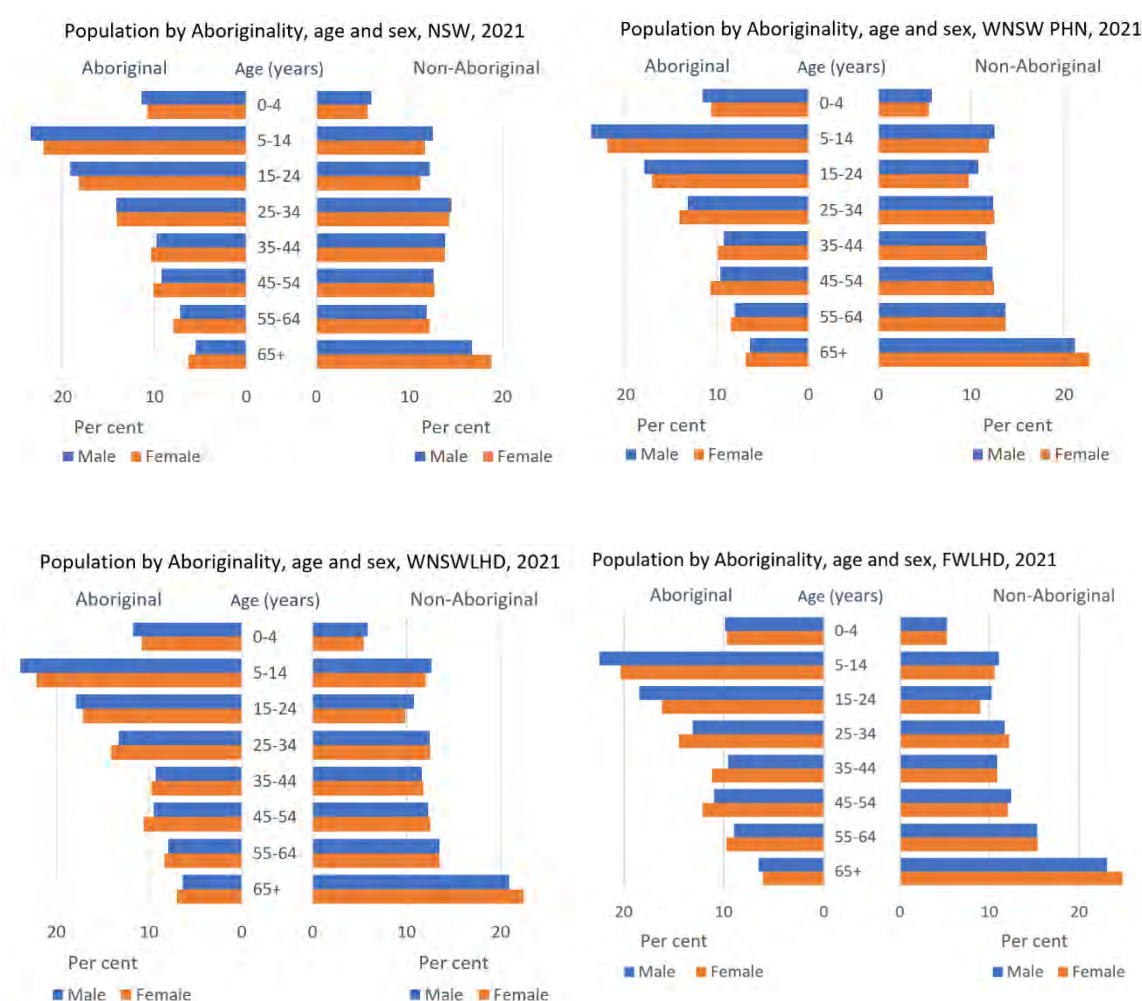 Population by Aboriginality, age and sex, NSW, 2021
Aboriginal Age (years) Non-Aboriginal
0-4
5-14
15-24
25-34
35-44
45-54
55-64
65+
20 10 0 0 10 20
Per cent Per cent
Male Female Male Female
Population by Aboriginality, age and sex, WNSW PHN, 2021
Aboriginal Age (years) Non-Aboriginal
0-4
5-14
15-24
25-34
35-44
45-54
55-64
65+
20 10 0 0 10 20
Per cent Per cent
Male Female Male Female
Population by Aboriginality, age and sex, WNSWLHD, 2021
Aboriginal Age (years) Non-Aboriginal
0-4
5-14
15-24
25-34
35-44
45-54
55-64
65+
20 10 0 0 10 20
Per cent Per cent
Male Female Male Female
Population by Aboriginality, age and sex, FWLHD, 2021
Aboriginal Age (years) Non-Aboriginal
0-4
5-14
15-24
25-34
35-44
45-54
55-64
65+
20 10 0 0 10 20
Per cent Per cent
Male Female Male Female